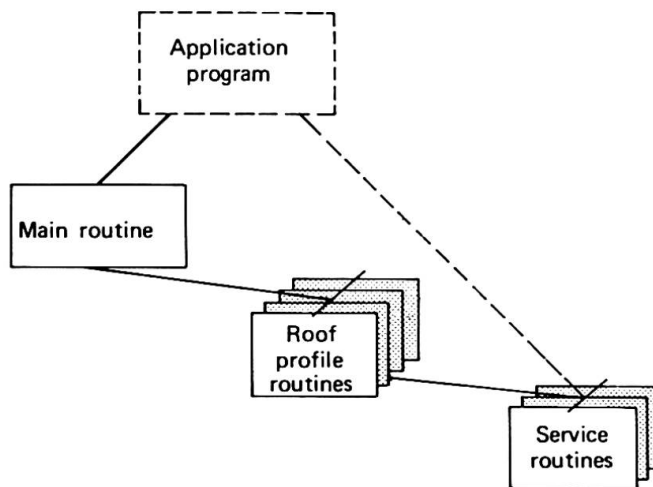 Application
program
Main routine
Roof
profile
routines
Service
routines